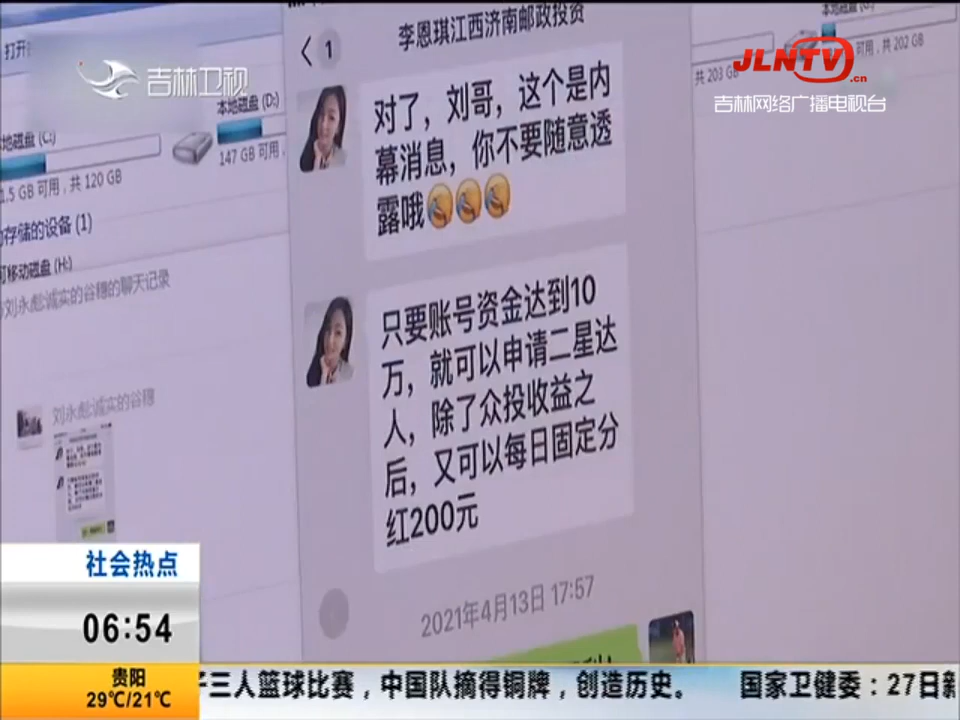 李恩琪江西济南邮政投资
1
对了，刘哥，这个是内
幕消息，你不要随意透
露哦
只要账号资金达到10
万，就可以申请二星达
人，除了众投收益之
后，又可以每日固定分
红200元
2021年4月13日 17:57
吉林卫视
JLNTV.cn
吉林网络广播电视台
打开
本地磁盘 (D:)
147 GB 可用，
地磁盘 (C:)
1.5 GB 可用，共 120 GB
存储的设备 (1)
可移动磁盘 (H:)
刘永彪:诚实的谷穗的聊天记录
刘永彪:诚实的谷穗
共 203 GB
可用，共 202 GB
社会热点
06:54
贵阳
29℃/21℃
三人篮球比赛，中国队摘得铜牌，创造历史。 国家卫健委：27日新